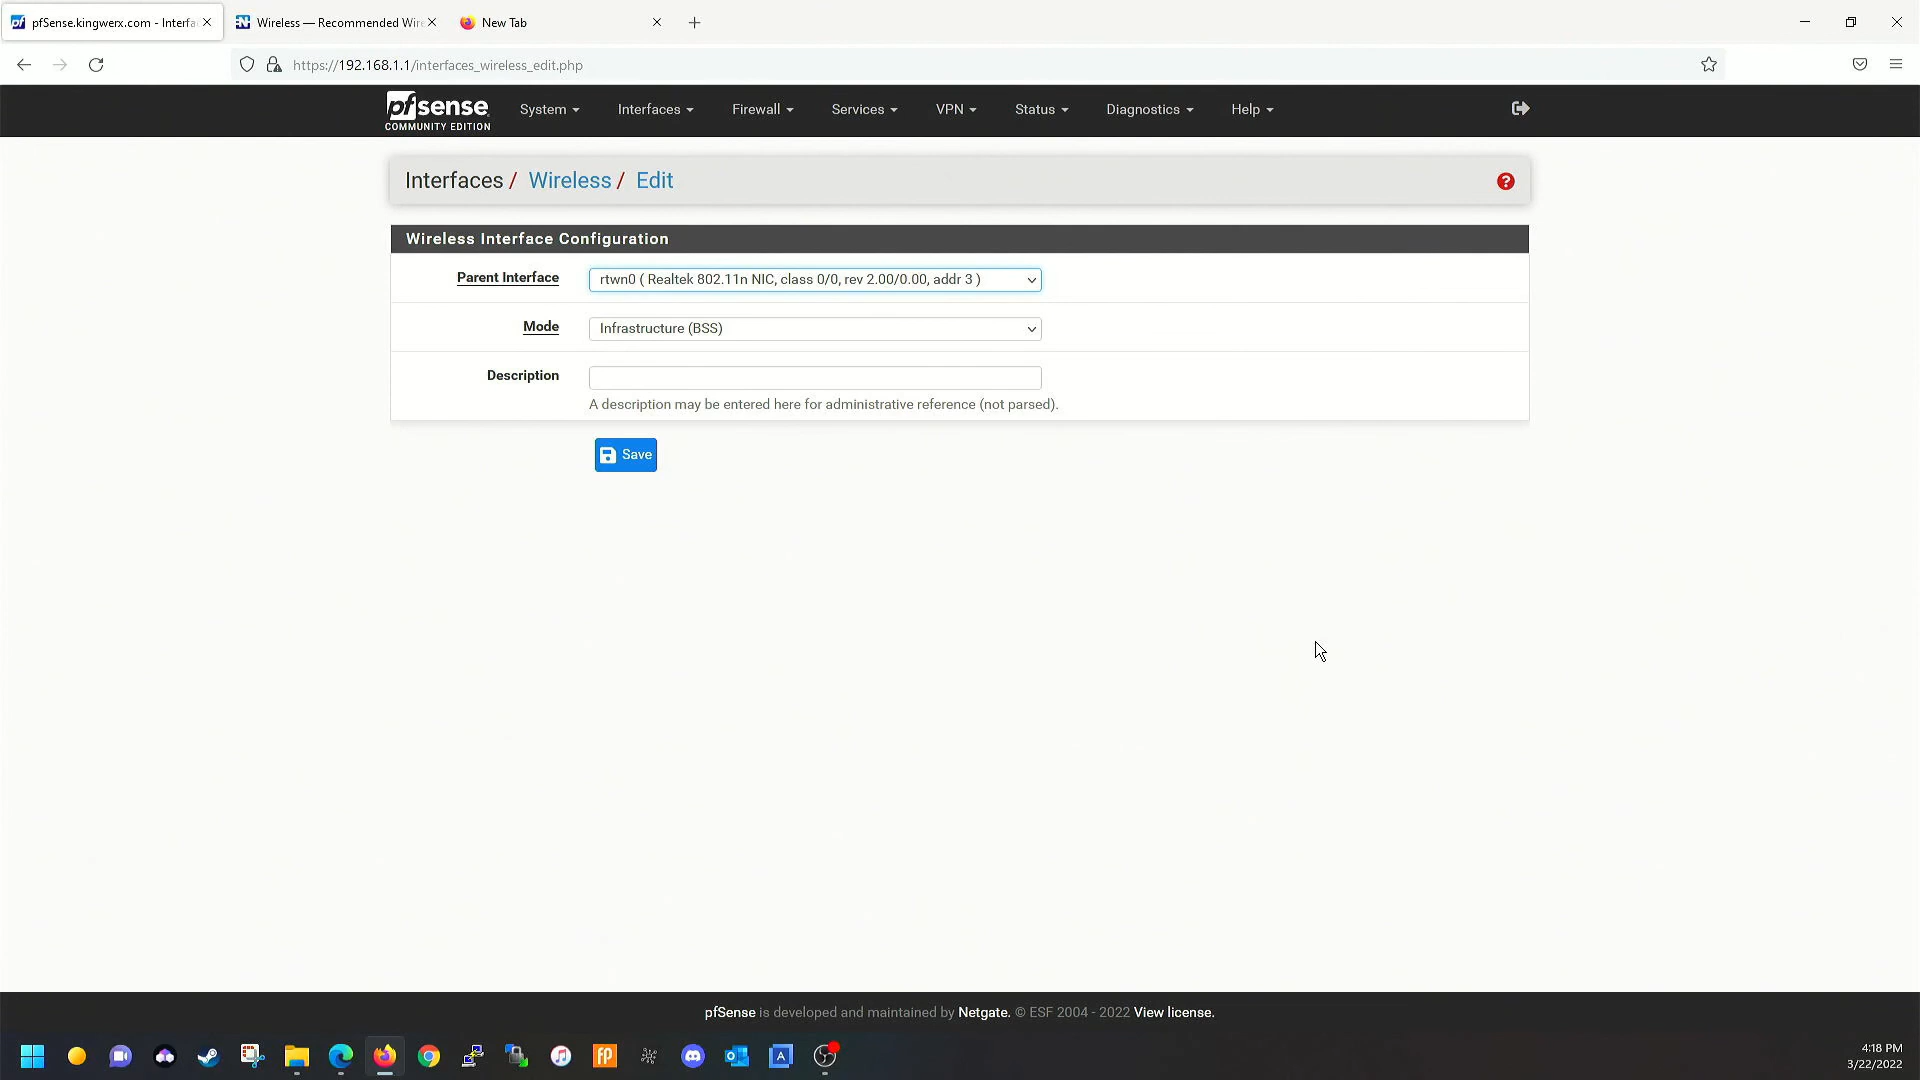 pfSense.kingwerx.com - Interfa
Wireless — Recommended Wire
New Tab
https://192.168.1.1/interfaces_wireless_edit.php
pfsense
COMMUNITY EDITION
System
Interfaces
Firewall
Services
VPN
Status
Diagnostics
Help
Interfaces / Wireless / Edit
Wireless Interface Configuration
Parent Interface
rtwn0 ( Realtek 802.11n NIC, class 0/0, rev 2.00/0.00, addr 3 )
Mode
Infrastructure (BSS)
Description
A description may be entered here for administrative reference (not parsed).
Save
pfSense is developed and maintained by Netgate. © ESF 2004 - 2022 View license.
4:18 PM
3/22/2022